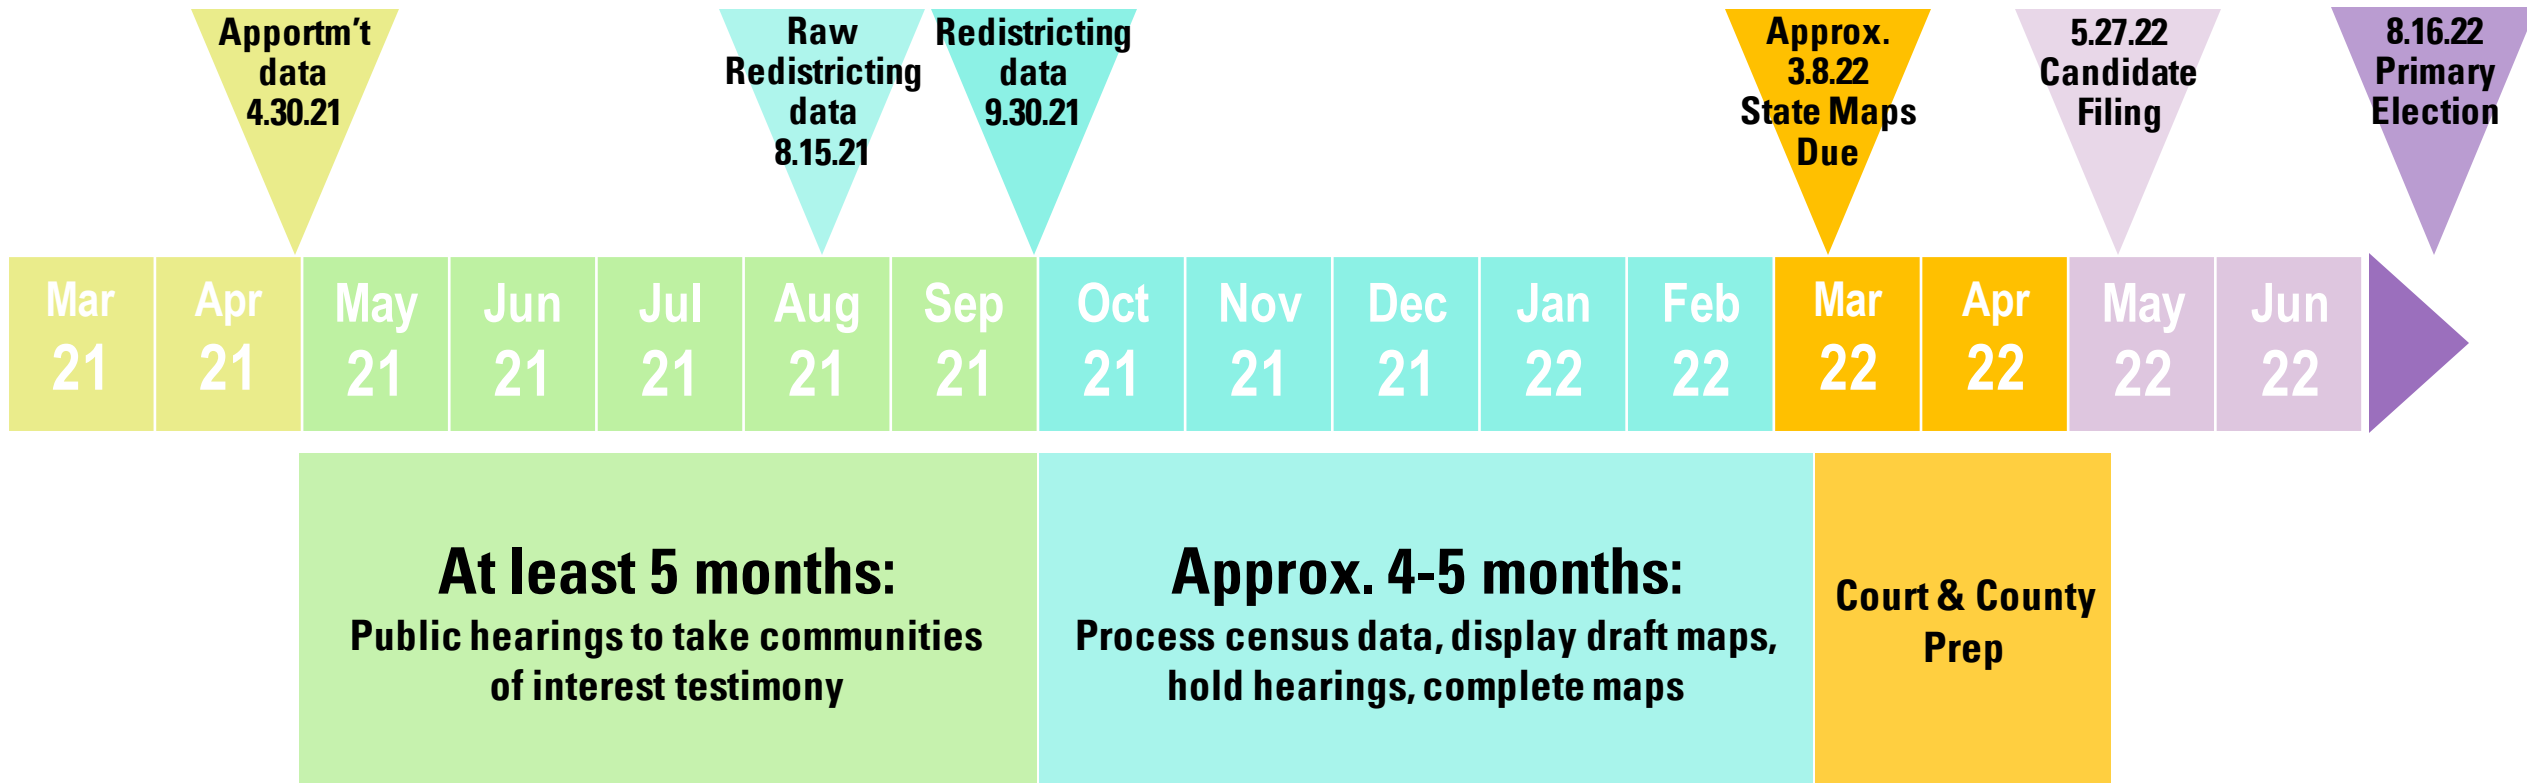 Apportm't
data
4.30.21
Raw
Redistricting
data
8.15.21
Redistricting
data
9.30.21
Approx.
3.8.22
State Maps
Due
5.27.22
Candidate
Filing
8.16.22
Primary
Election
Mar
21
Apr
21
May
21
Jun
21
Jul
21
Aug
21
Sep
21
Oct
21
Nov
21
Dec
21
Jan
22
Feb
22
Mar
22
Apr
22
May
22
Jun
22
At least 5 months:
Public hearings to take communities
of interest testimony
Approx. 4-5 months:
Process census data, display draft maps,
hold hearings, complete maps
Court & County
Prep